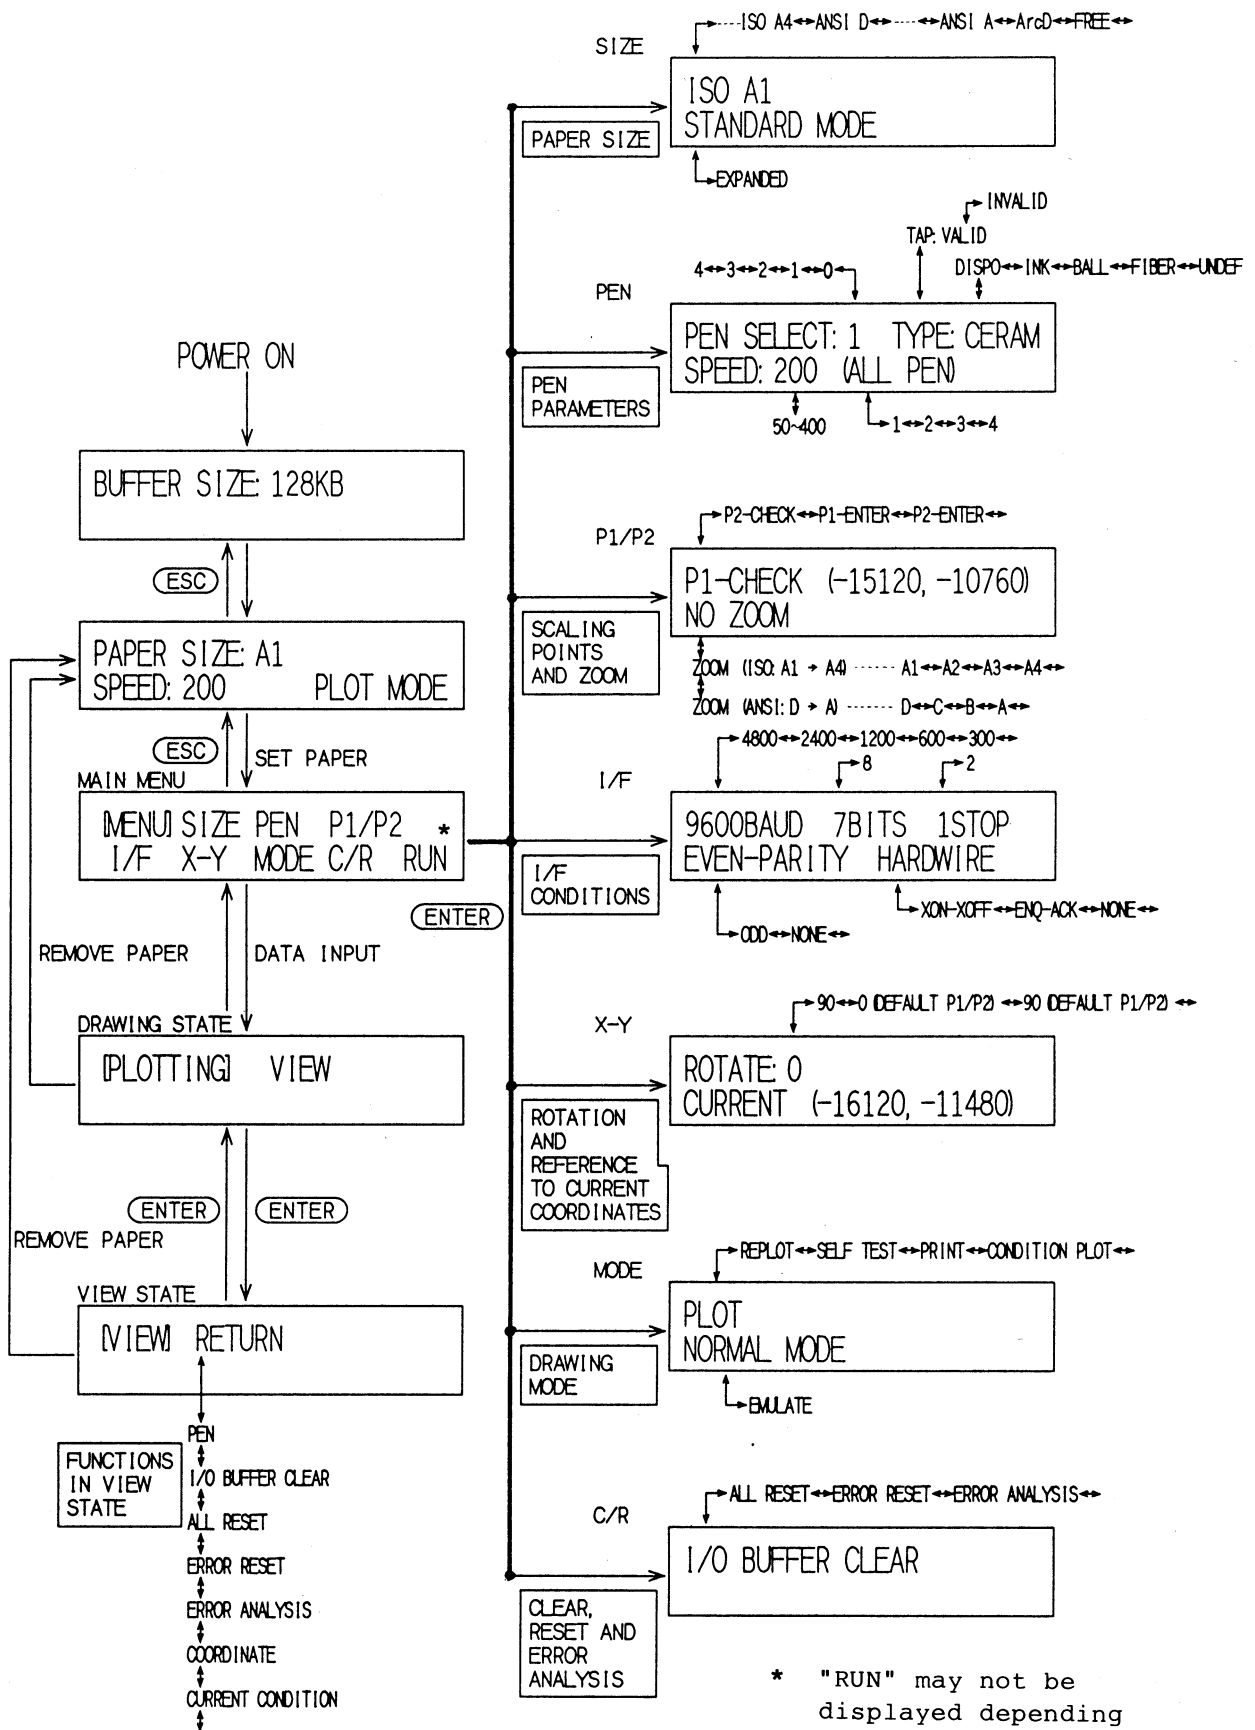 POWER ON
BUFFER SIZE: 128KB
ESC
PAPER SIZE: A1
SPEED: 200 PLOT MODE
ESC
SET PAPER
MAIN MENU
[MENU] SIZE PEN P1/P2 *
I/F X-Y MODE C/R RUN
ENTER
REMOVE PAPER
DATA INPUT
DRAWING STATE
[PLOTTING] VIEW
ENTER
ENTER
REMOVE PAPER
VIEW STATE
[VIEW] RETURN
FUNCTIONS
IN VIEW
STATE
PEN
I/O BUFFER CLEAR
ALL RESET
ERROR RESET
ERROR ANALYSIS
COORDINATE
CURRENT CONDITION
SIZE
ISO A4↔ANSI D↔----↔ANSI A↔ArcD↔FREE↔
ISO A1
STANDARD MODE
PAPER SIZE
EXPANDED
INVALID
TAP: VALID
4↔3↔2↔1↔0
DISPO↔INK↔BALL↔FIBER↔UNDEF
PEN
PEN SELECT: 1 TYPE: CERAM
SPEED: 200 (ALL PEN)
PEN
PARAMETERS
50~400
1↔2↔3↔4
P2-CHECK↔P1-ENTER↔P2-ENTER↔
P1/P2
P1-CHECK (-15120, -10760)
NO ZOOM
SCALING
POINTS
AND ZOOM
ZOOM (ISO: A1 → A4) ------ A1↔A2↔A3↔A4↔
ZOOM (ANSI: D → A) ------- D↔C↔B↔A↔
4800↔2400↔1200↔600↔300↔
8
2
I/F
9600BAUD 7BITS 1STOP
EVEN-PARITY HARDWIRE
I/F
CONDITIONS
XON-XOFF↔ENQ-ACK↔NONE↔
ODD↔NONE↔
90↔0 (DEFAULT P1/P2) ↔90 (DEFAULT P1/P2) ↔
X-Y
ROTATE: 0
CURRENT (-16120, -11480)
ROTATION
AND
REFERENCE
TO CURRENT
COORDINATES
REPLOT↔SELF TEST↔PRINT↔CONDITION PLOT↔
MODE
PLOT
NORMAL MODE
DRAWING
MODE
EMULATE
ALL RESET↔ERROR RESET↔ERROR ANALYSIS↔
C/R
I/O BUFFER CLEAR
CLEAR,
RESET AND
ERROR
ANALYSIS
* "RUN" may not be
displayed depending